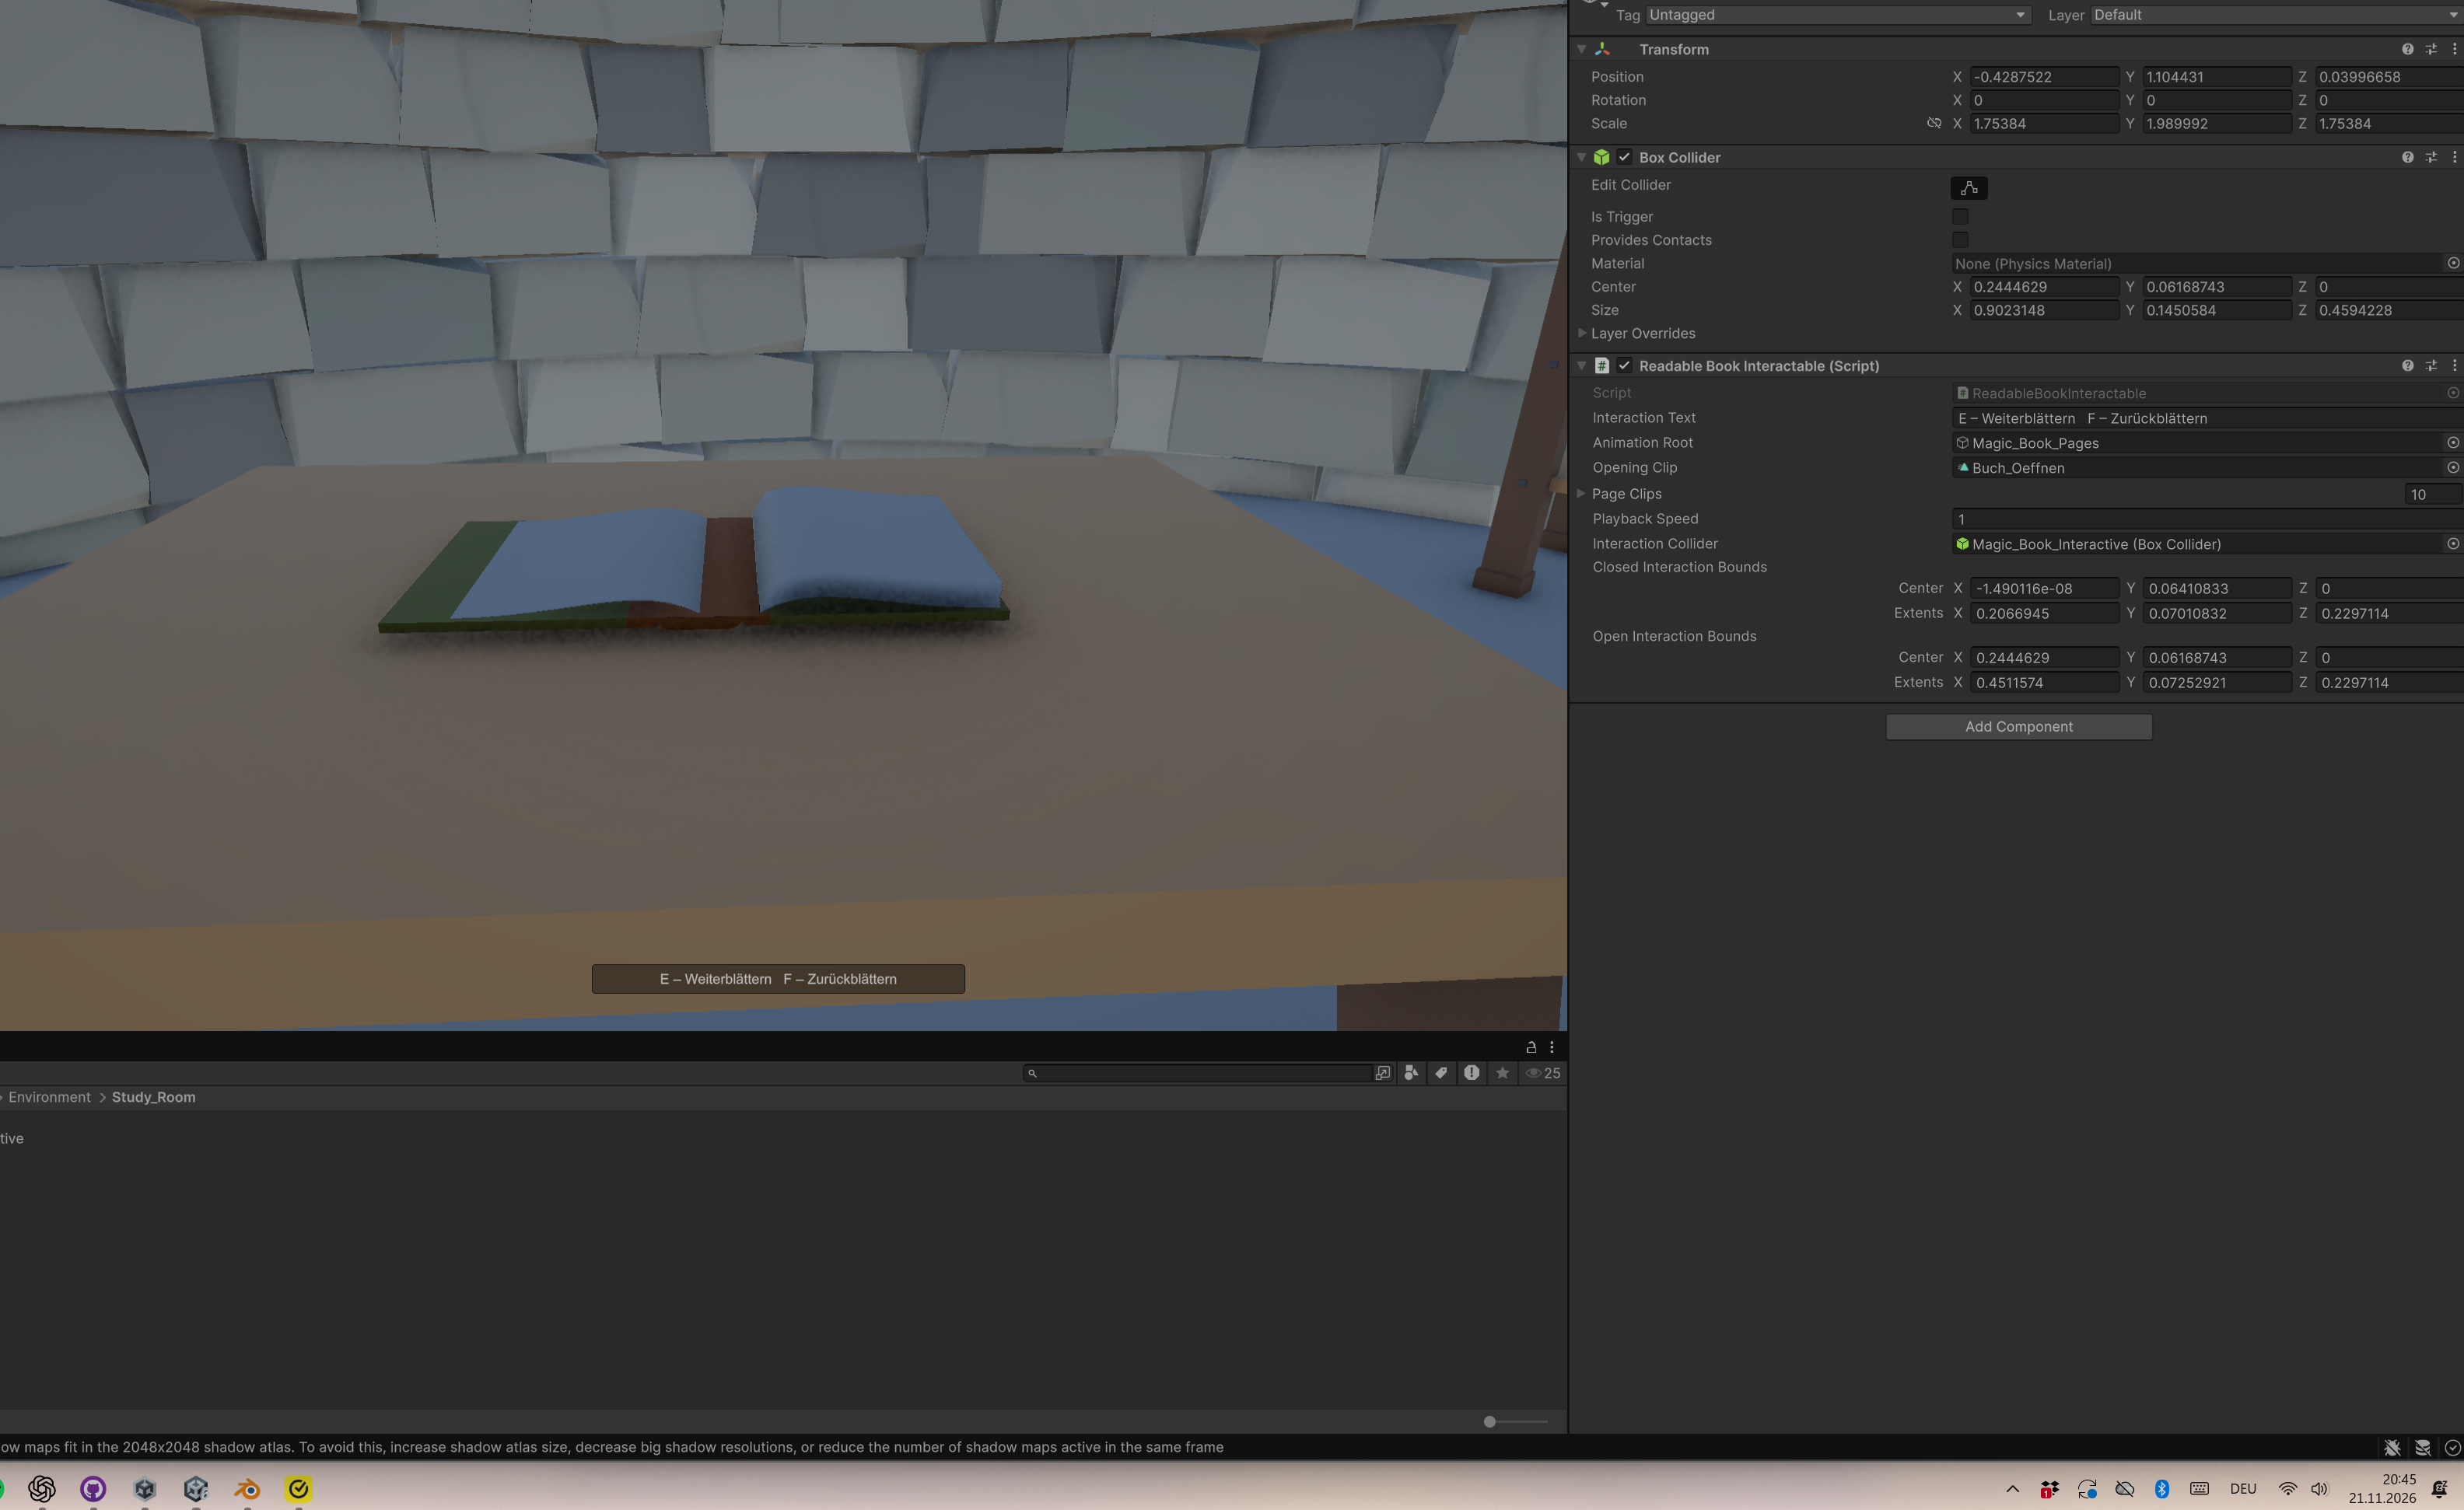 Tag Untagged Layer Default
Transform
Position X -0.4287522 Y 1.104431 Z 0.03996658
Rotation X 0 Y 0 Z 0
Scale X 1.75384 Y 1.989992 Z 1.75384
Box Collider
Edit Collider
Is Trigger
Provides Contacts
Material None (Physics Material)
Center X 0.2444629 Y 0.06168743 Z 0
Size X 0.9023148 Y 0.1450584 Z 0.4594228
Layer Overrides
Readable Book Interactable (Script)
Script ReadableBookInteractable
Interaction Text E – Weiterblättern F – Zurückblättern
Animation Root Magic_Book_Pages
Opening Clip Buch_Oeffnen
Page Clips 10
Playback Speed 1
Interaction Collider Magic_Book_Interactive (Box Collider)
Closed Interaction Bounds
Center X -1.490116e-08 Y 0.06410833 Z 0
Extents X 0.2066945 Y 0.07010832 Z 0.2297114
Open Interaction Bounds
Center X 0.2444629 Y 0.06168743 Z 0
Extents X 0.4511574 Y 0.07252921 Z 0.2297114
Add Component
E – Weiterblättern F – Zurückblättern
25
Environment > Study_Room
tive
ow maps fit in the 2048x2048 shadow atlas. To avoid this, increase shadow atlas size, decrease big shadow resolutions, or reduce the number of shadow maps active in the same frame
1
DEU
20:45
21.11.2026